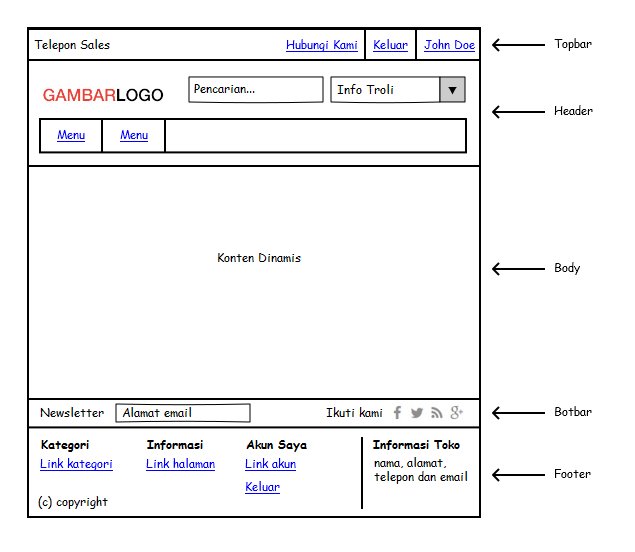 Telepon Sales
Hubungi Kami
Keluar
John Doe
Topbar
GAMBARLOGO
Pencarian...
Info Troli
Header
Menu
Menu
Konten Dinamis
Body
Newsletter
Alamat email
Ikuti kami
Botbar
Kategori
Informasi
Akun Saya
Informasi Toko
Link kategori
Link halaman
Link akun
nama, alamat,
telepon dan email
Footer
Keluar
(c) copyright